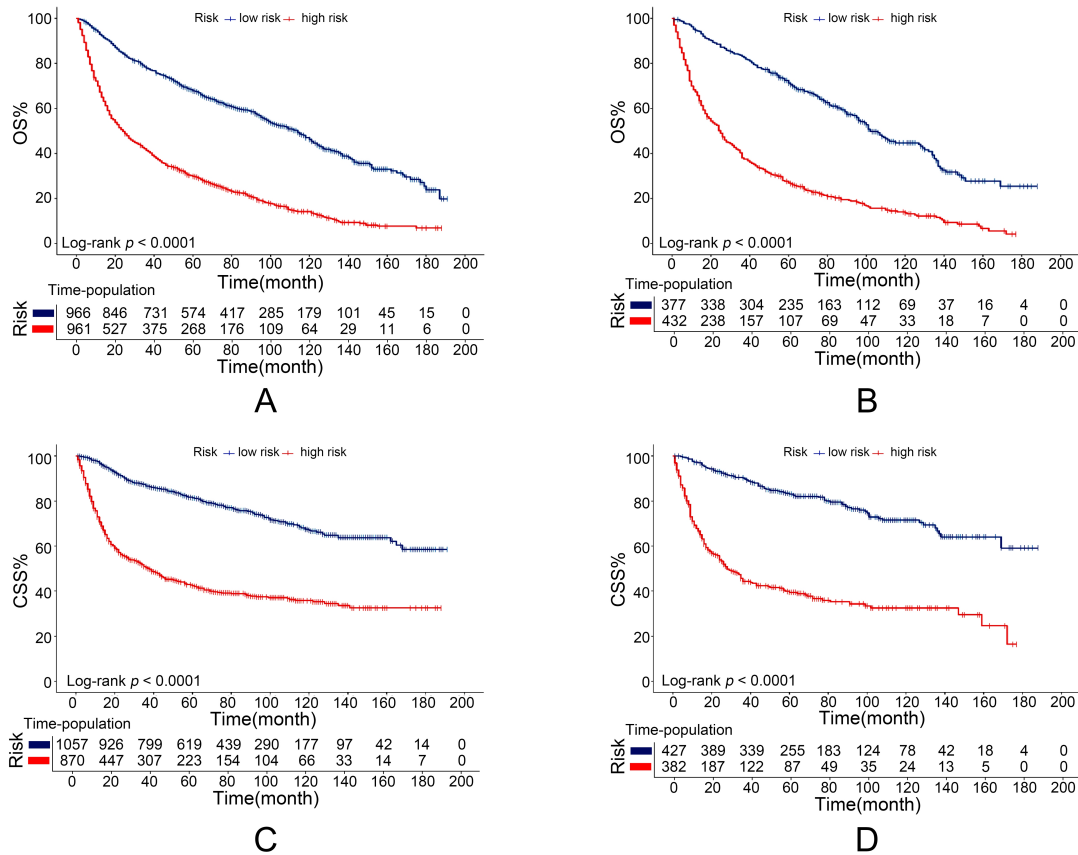 Risk low risk high risk
100
80
60
40
20
0
OS%
Log-rank p < 0.0001
0 20 40 60 80 100 120 140 160 180 200
Time(month)
Time-population
Risk
966 846 731 574 417 285 179 101 45 15 0
961 527 375 268 176 109 64 29 11 6 0
0 20 40 60 80 100 120 140 160 180 200
Time(month)
A
Risk low risk high risk
100
80
60
40
20
0
OS%
Log-rank p < 0.0001
0 20 40 60 80 100 120 140 160 180 200
Time(month)
Time-population
Risk
377 338 304 235 163 112 69 37 16 4 0
432 238 157 107 69 47 33 18 7 0 0
0 20 40 60 80 100 120 140 160 180 200
Time(month)
B
Risk low risk high risk
100
80
60
40
20
0
CSS%
Log-rank p < 0.0001
0 20 40 60 80 100 120 140 160 180 200
Time(month)
Time-population
Risk
1057 926 799 619 439 290 177 97 42 14 0
870 447 307 223 154 104 66 33 14 7 0
0 20 40 60 80 100 120 140 160 180 200
Time(month)
C
Risk low risk high risk
100
80
60
40
20
0
CSS%
Log-rank p < 0.0001
0 20 40 60 80 100 120 140 160 180 200
Time(month)
Time-population
Risk
427 389 339 255 183 124 78 42 18 4 0
382 187 122 87 49 35 24 13 5 0 0
0 20 40 60 80 100 120 140 160 180 200
Time(month)
D